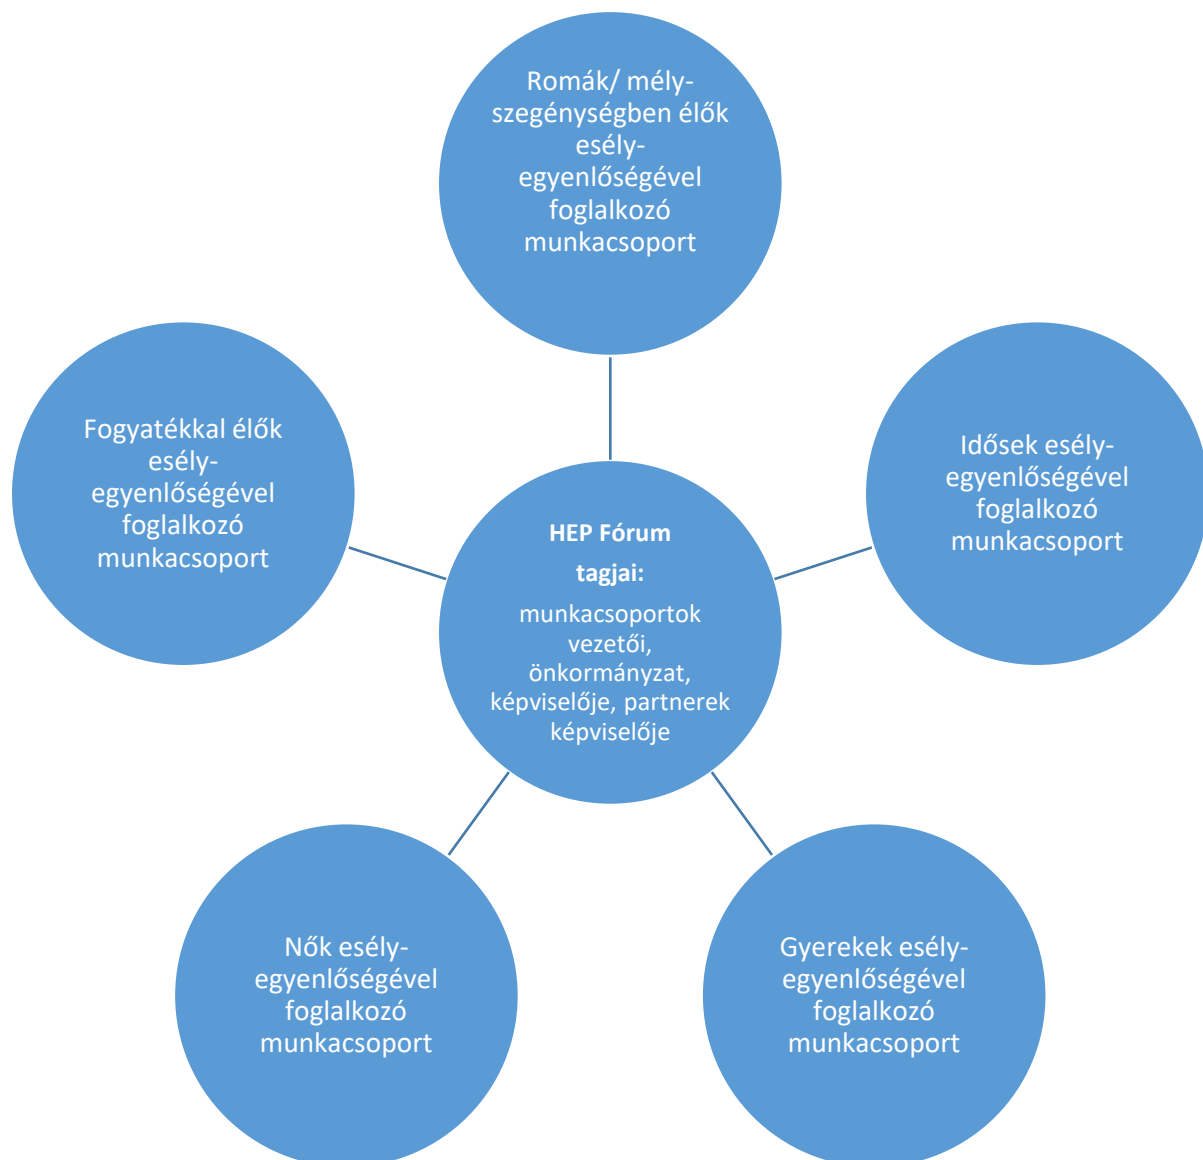 Romák/ mély-
szegénységben élők
esély-
egyenlőségével
foglalkozó
munkacsoport
Fogyatékkal élők
esély-
egyenlőségével
foglalkozó
munkacsoport
Idősek esély-
egyenlőségével
foglalkozó
munkacsoport
HEP Fórum
tagjai:
munkacsoportok
vezetői,
önkormányzat,
képviselője, partnerek
képviselője
Nők esély-
egyenlőségével
foglalkozó
munkacsoport
Gyerekek esély-
egyenlőségével
foglalkozó
munkacsoport